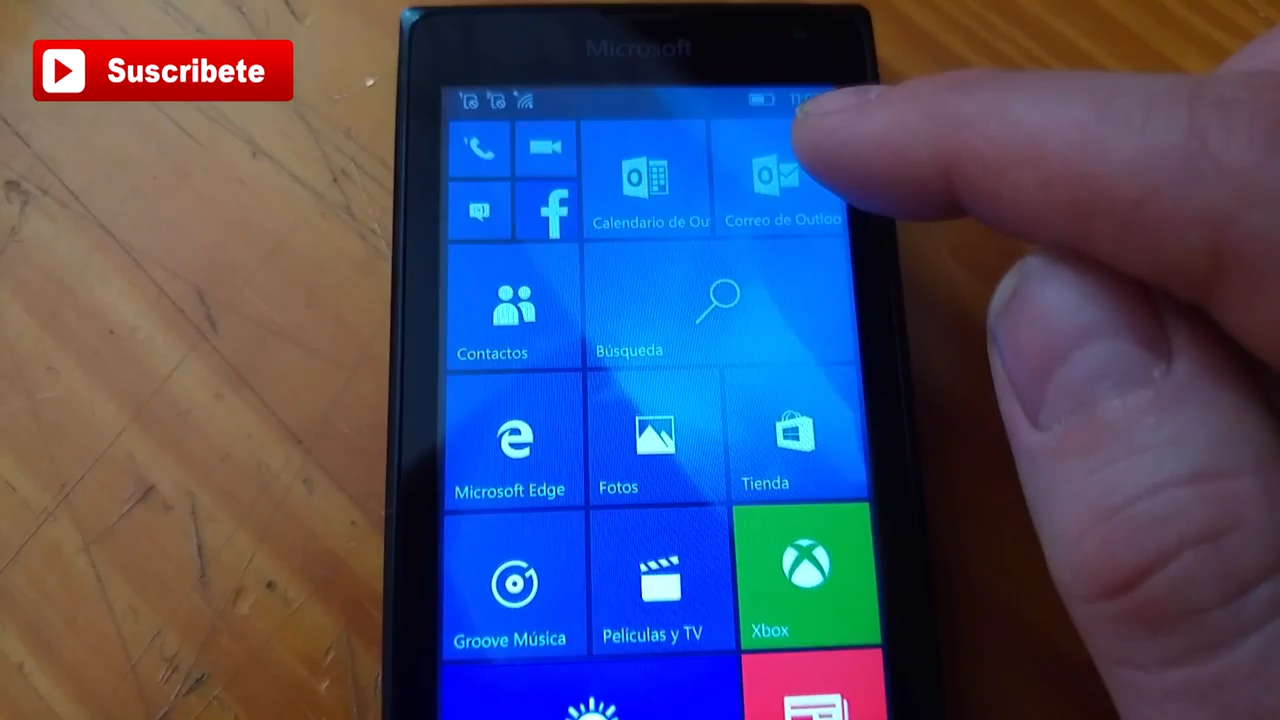 Suscribete
Microsoft
Calendario de Ou
Correo de Outloo
Contactos
Búsqueda
Microsoft Edge
Fotos
Tienda
Groove Música
Películas y TV
Xbox